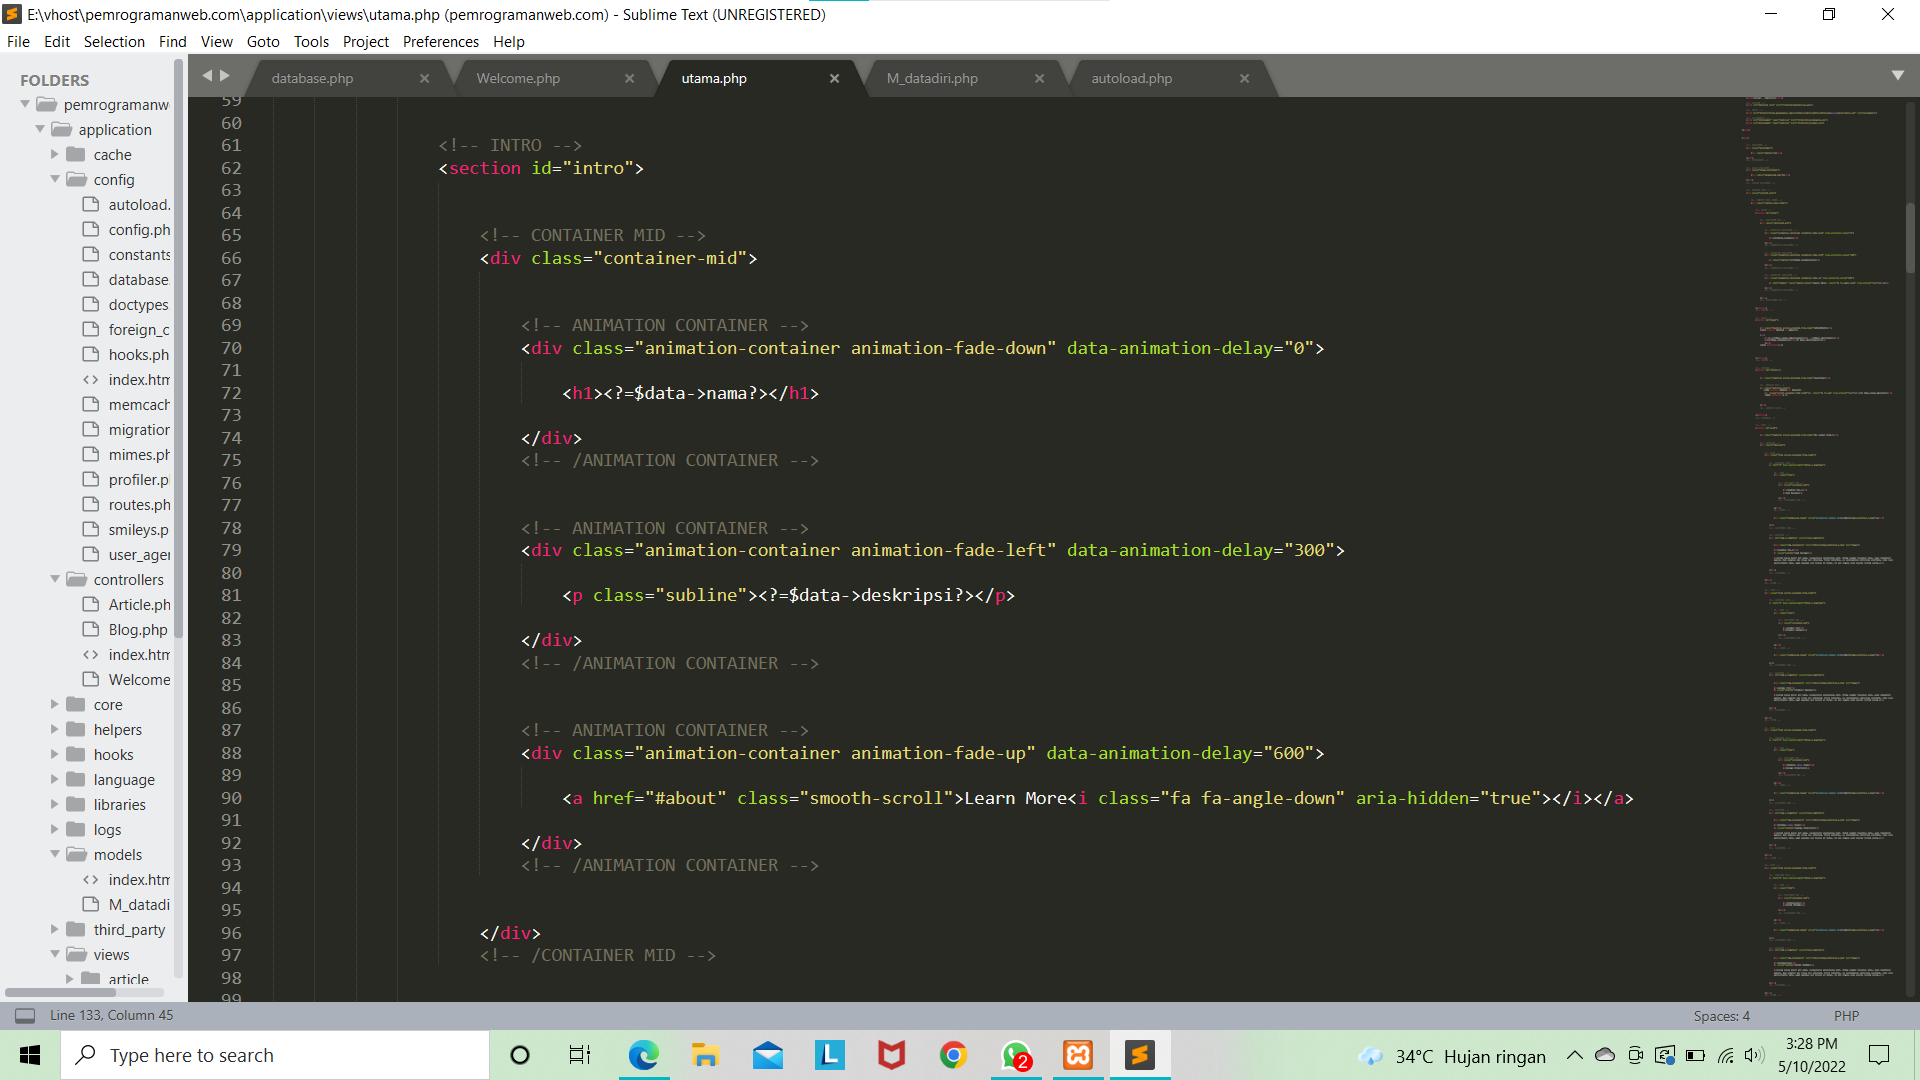 E:\vhost\pemrogramanweb.com\application\views\utama.php (pemrogramanweb.com) - Sublime Text (UNREGISTERED)
File Edit Selection Find View Goto Tools Project Preferences Help
FOLDERS
pemrogramanw
application
cache
config
autoload.
config.ph
constants
database.
doctypes
foreign_c
hooks.ph
index.htm
memcach
migration
mimes.ph
profiler.p
routes.ph
smileys.p
user_ager
controllers
Article.ph
Blog.php
index.htm
Welcome
core
helpers
hooks
language
libraries
logs
models
index.htm
M_datadi
third_party
views
article
database.php Welcome.php utama.php M_datadiri.php autoload.php
59
60
61 <!-- INTRO -->
62 <section id="intro">
63
64
65 <!-- CONTAINER MID -->
66 <div class="container-mid">
67
68
69 <!-- ANIMATION CONTAINER -->
70 <div class="animation-container animation-fade-down" data-animation-delay="0">
71
72 <h1><?=$data->nama?></h1>
73
74 </div>
75 <!-- /ANIMATION CONTAINER -->
76
77
78 <!-- ANIMATION CONTAINER -->
79 <div class="animation-container animation-fade-left" data-animation-delay="300">
80
81 <p class="subline"><?=$data->deskripsi?></p>
82
83 </div>
84 <!-- /ANIMATION CONTAINER -->
85
86
87 <!-- ANIMATION CONTAINER -->
88 <div class="animation-container animation-fade-up" data-animation-delay="600">
89
90 <a href="#about" class="smooth-scroll">Learn More<i class="fa fa-angle-down" aria-hidden="true"></i></a>
91
92 </div>
93 <!-- /ANIMATION CONTAINER -->
94
95
96 </div>
97 <!-- /CONTAINER MID -->
98
99
Line 133, Column 45 Spaces: 4 PHP
Type here to search
L
2
34°C Hujan ringan
3:28 PM
5/10/2022